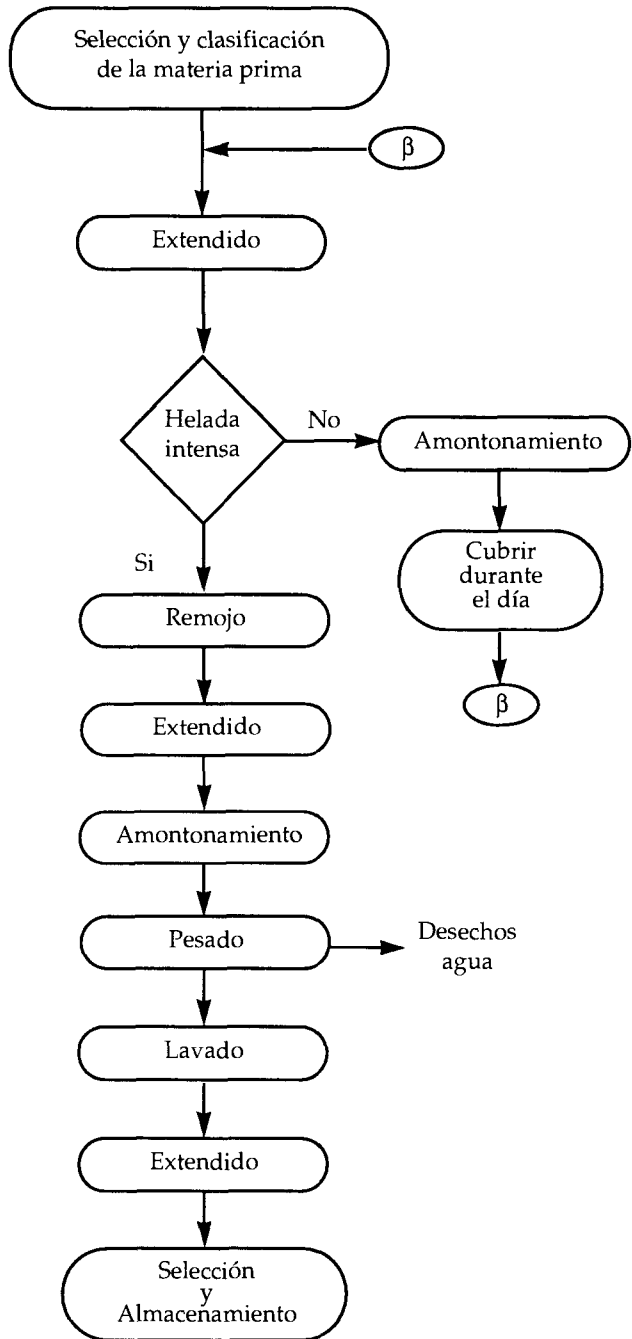 Selección y clasificación
de la materia prima
β
Extendido
Helada
intensa
No
Amontonamiento
Cubrir
durante
el día
β
Si
Remojo
Extendido
Amontonamiento
Pesado
Desechos
agua
Lavado
Extendido
Selección
y
Almacenamiento